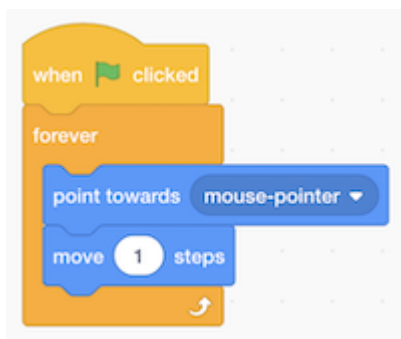 when clicked
forever
point towards mouse-pointer
move 1 steps